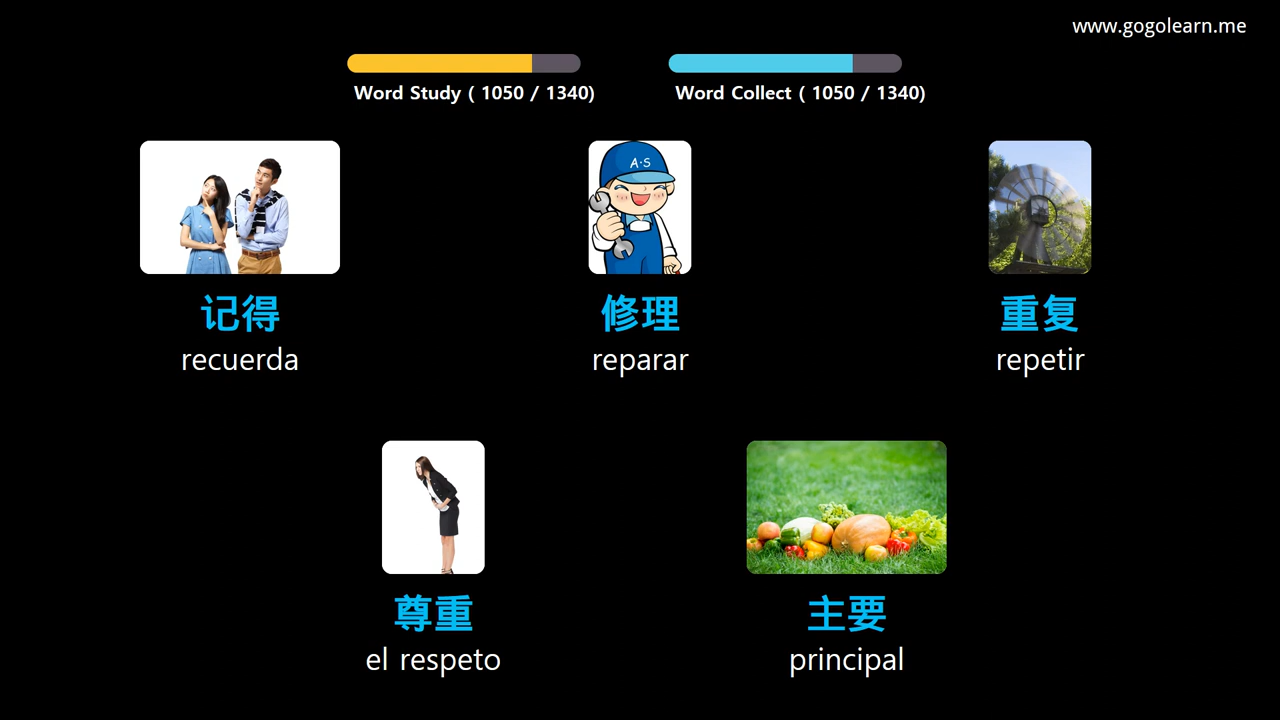 www.gogolearn.me
Word Study ( 1050 / 1340)
Word Collect ( 1050 / 1340)
A·S
记得
recuerda
修理
reparar
重复
repetir
尊重
el respeto
主要
principal